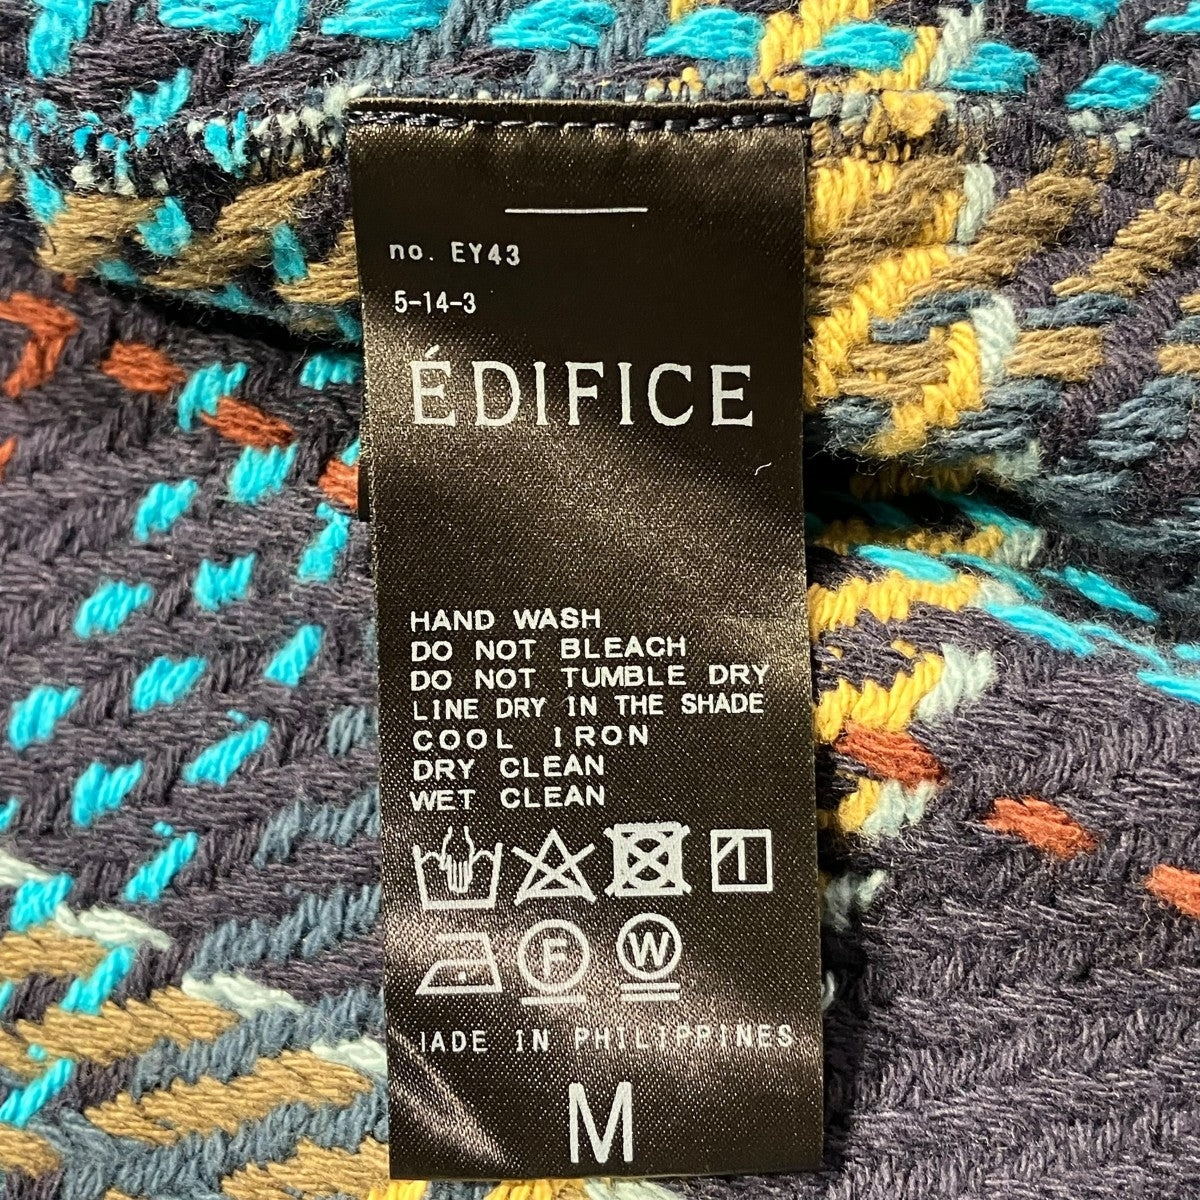 no. EY43
5-14-3
ÉDIFICE
HAND WASH
DO NOT BLEACH
DO NOT TUMBLE DRY
LINE DRY IN THE SHADE
COOL IRON
DRY CLEAN
WET CLEAN
F W
MADE IN PHILIPPINES
M